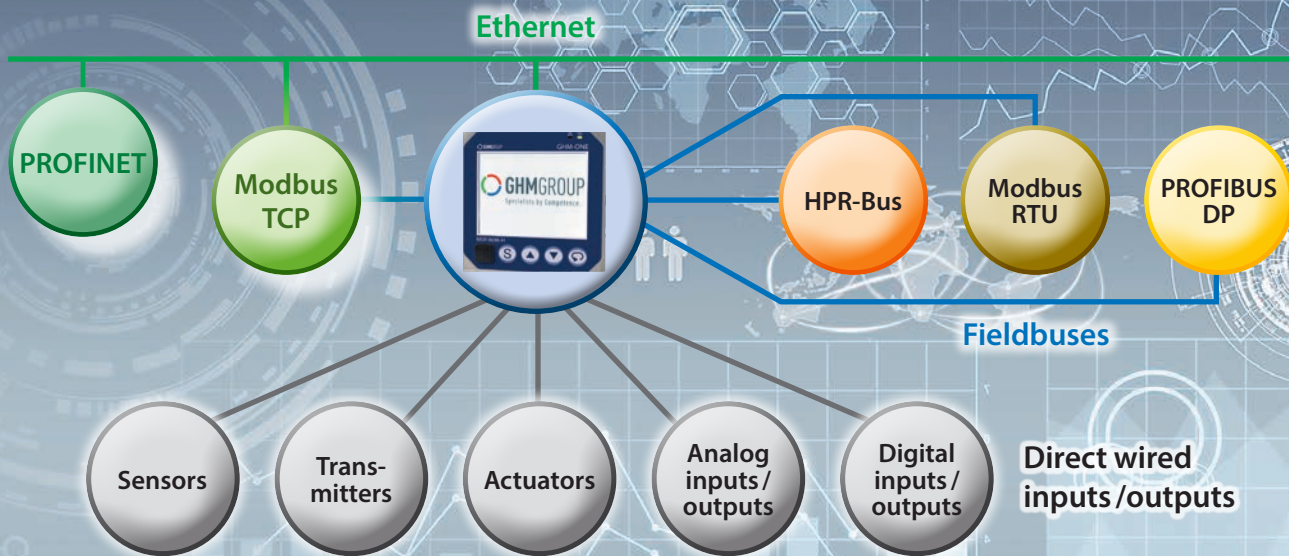 Ethernet
PROFINET
Modbus
TCP
GHMGROUP
GHM-ONE
GHMGROUP
Specialists by Competence.
S
HPR-Bus
Modbus
RTU
PROFIBUS
DP
Fieldbuses
Sensors
Trans-
mitters
Actuators
Analog
inputs/
outputs
Digital
inputs/
outputs
Direct wired
inputs/outputs